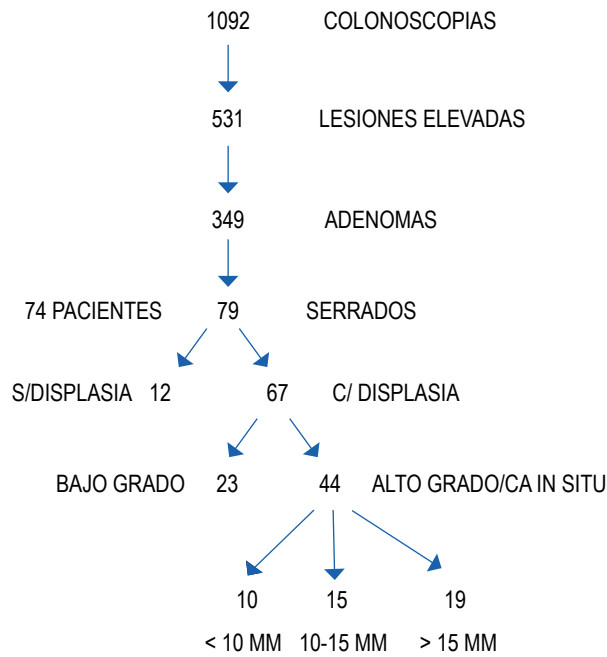 1092 COLONOSCOPIAS
531 LESIONES ELEVADAS
349 ADENOMAS
74 PACIENTES 79 SERRADOS
S/DISPLASIA 12 67 C/ DISPLASIA
BAJO GRADO 23 44 ALTO GRADO/CA IN SITU
10 15 19
< 10 MM 10-15 MM > 15 MM